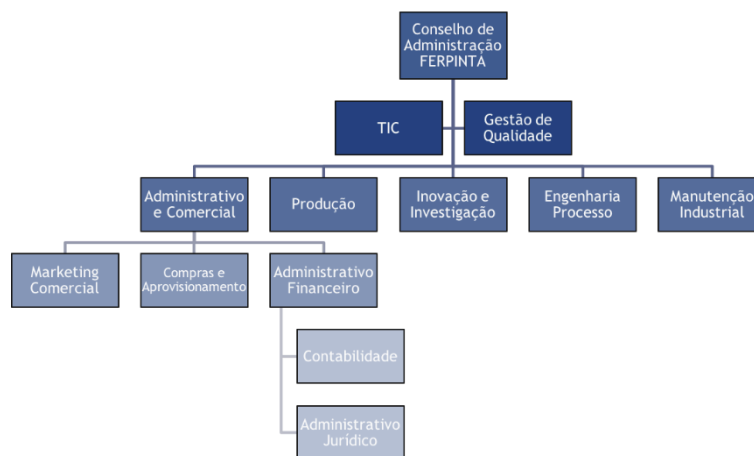 Conselho de
Administração
FERPINTA
TIC
Gestão de
Qualidade
Administrativo
e Comercial
Produção
Inovação e
Investigação
Engenharia
Processo
Manutenção
Industrial
Marketing
Comercial
Compras e
Aprovisionamento
Administrativo
Financeiro
Contabilidade
Administrativo
Jurídico